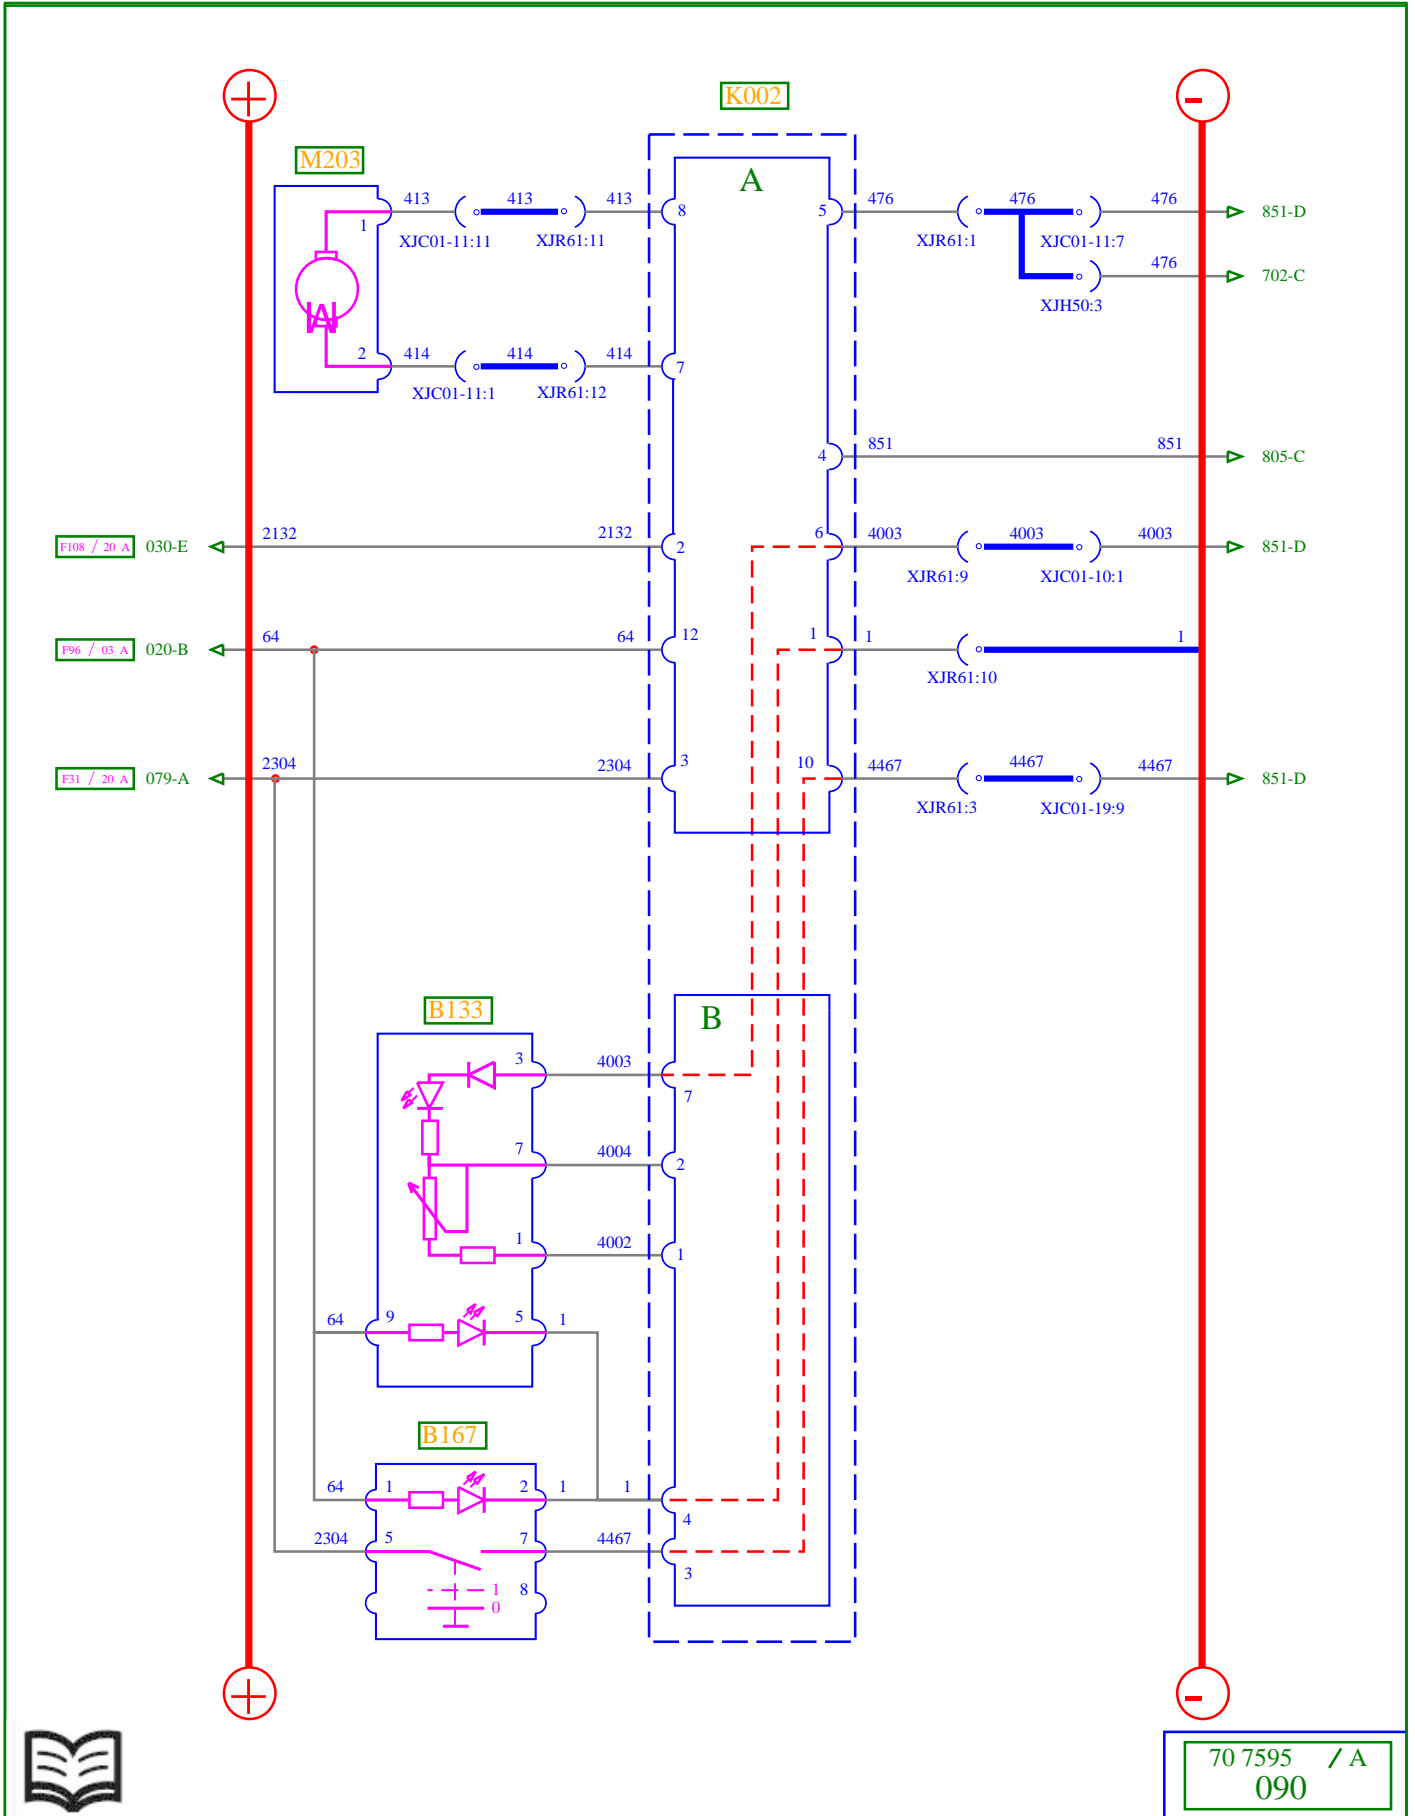 K002
M203
A
413 413 413 8 5 476 476 476 851-D
1 XJC01-11:11 XJR61:11 XJR61:1 XJC01-11:7
476 702-C
XJH50:3
M
2 414 414 414 7
XJC01-11:1 XJR61:12
4 851 851 805-C
F108 / 20 A 030-E 2132 2132 2 6 4003 4003 4003 851-D
XJR61:9 XJC01-10:1
F96 / 03 A 020-B 64 64 12 1 1 1
XJR61:10
F31 / 20 A 079-A 2304 2304 3 10 4467 4467 4467 851-D
XJR61:3 XJC01-19:9
B133 B
3 4003
7
7 4004 2
1 4002 1
64 9 5 1
B167
64 1 2 1 1
4
2304 5 7 4467
3
1 8
0
70 7595 / A
090